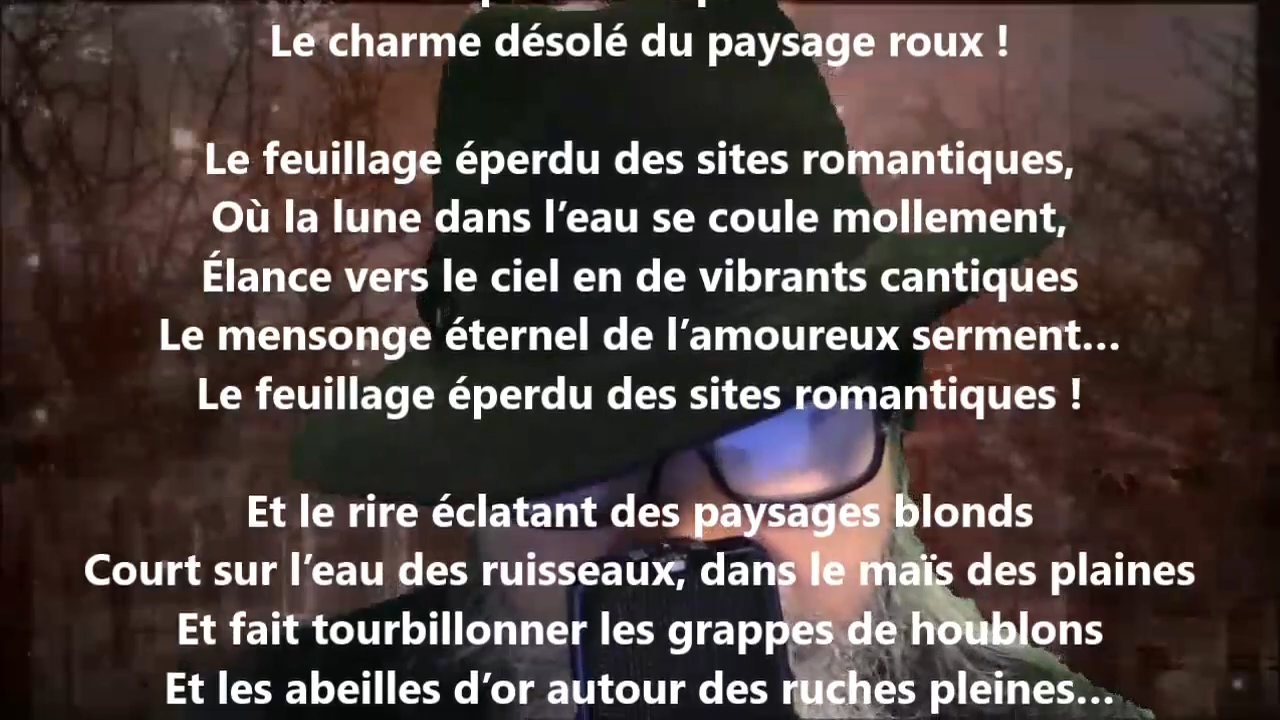 Le charme désolé du paysage roux !
Le feuillage éperdu des sites romantiques,
Où la lune dans l’eau se coule mollement,
Élance vers le ciel en de vibrants cantiques
Le mensonge éternel de l’amoureux serment…
Le feuillage éperdu des sites romantiques !
Et le rire éclatant des paysages blonds
Court sur l’eau des ruisseaux, dans le maïs des plaines
Et fait tourbillonner les grappes de houblons
Et les abeilles d’or autour des ruches pleines…